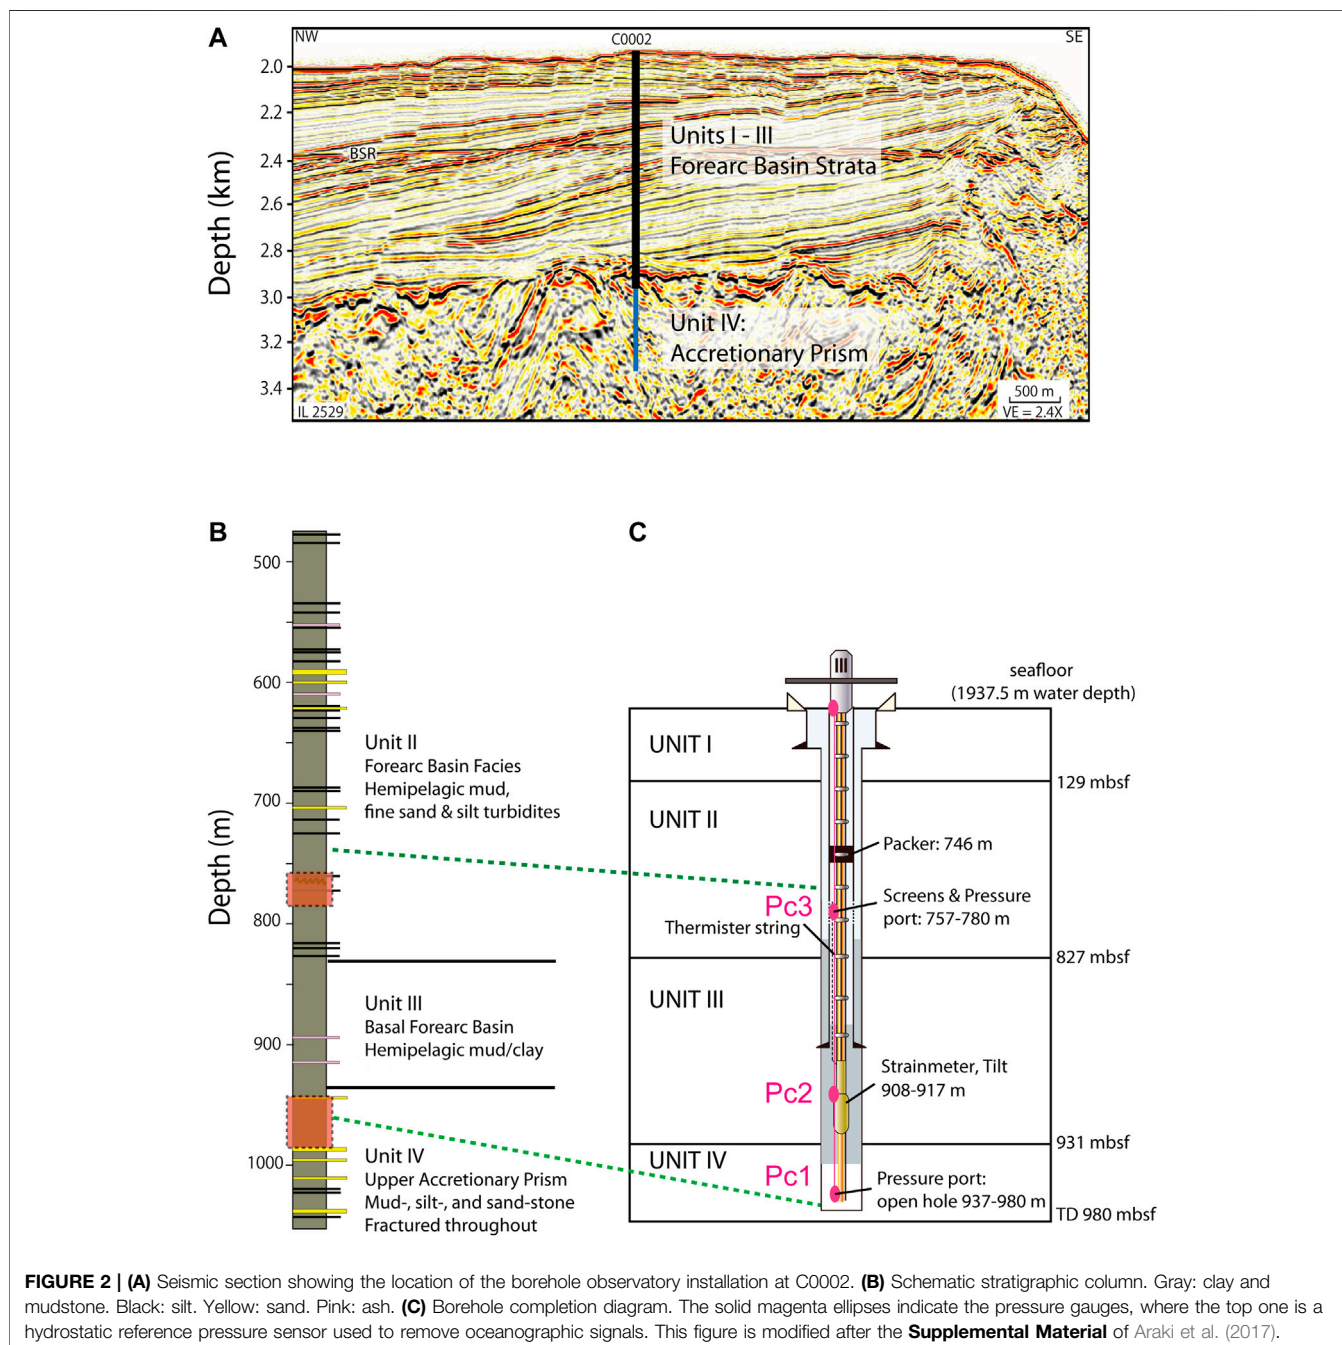 A
NW
C0002
SE
2.0
2.2
2.4
2.6
2.8
3.0
3.2
3.4
Depth (km)
BSR
Units I - III
Forearc Basin Strata
Unit IV:
Accretionary Prism
500 m
VE = 2.4X
IL 2529
B
500
600
700
800
900
1000
Depth (m)
Unit II
Forearc Basin Facies
Hemipelagic mud,
fine sand & silt turbidites
Unit III
Basal Forearc Basin
Hemipelagic mud/clay
Unit IV
Upper Accretionary Prism
Mud-, silt-, and sand-stone
Fractured throughout
C
seafloor
(1937.5 m water depth)
UNIT I
129 mbsf
UNIT II
Packer: 746 m
Pc3
Screens & Pressure
port: 757-780 m
Thermister string
827 mbsf
UNIT III
Strainmeter, Tilt
908-917 m
Pc2
931 mbsf
UNIT IV
Pc1
Pressure port:
open hole 937-980 m
TD 980 mbsf
FIGURE 2 | (A) Seismic section showing the location of the borehole observatory installation at C0002. (B) Schematic stratigraphic column. Gray: clay and
mudstone. Black: silt. Yellow: sand. Pink: ash. (C) Borehole completion diagram. The solid magenta ellipses indicate the pressure gauges, where the top one is a
hydrostatic reference pressure sensor used to remove oceanographic signals. This figure is modified after the Supplemental Material of Araki et al. (2017).